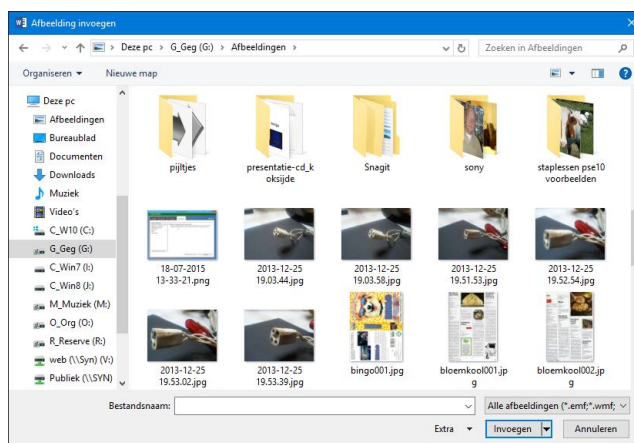 Afbeelding invoegen
Deze pc > G_Geg (G:) > Afbeeldingen >
Zoeken in Afbeeldingen
Organiseren
Nieuwe map
Deze pc
Afbeeldingen
Bureaublad
Documenten
Downloads
Muziek
Video's
C_W10 (C:)
G_Geg (G:)
C_Win7 (I:)
C_Win8 (J:)
M_Muziek (M:)
O_Org (O:)
R_Reserve (R:)
web (\\Syn) (V:)
Publiek (\\SYN)
pijltjes
presentatie-cd_k
oksijde
Snagit
sony
staplessen pse10
voorbeelden
18-07-2015
13-33-21.png
2013-12-25
19.03.44.jpg
2013-12-25
19.03.58.jpg
2013-12-25
19.51.53.jpg
2013-12-25
19.52.54.jpg
2013-12-25
19.53.02.jpg
2013-12-25
19.53.39.jpg
bingo001.jpg
bloemkool001.jp
g
bloemkool002.jp
g
Bestandsnaam:
Alle afbeeldingen (*.emf;*.wmf;
Extra
Invoegen
Annuleren